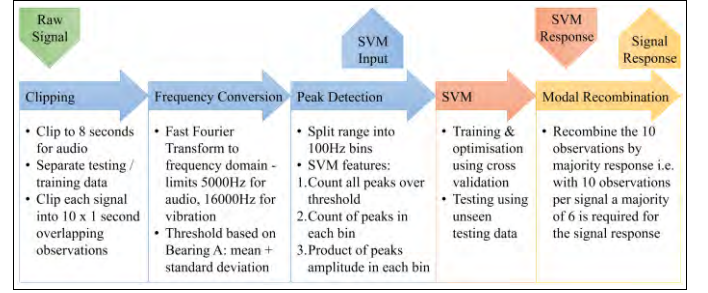 Raw
Signal
SVM
Input
SVM
Response
Signal
Response
Clipping
Frequency Conversion
Peak Detection
SVM
Modal Recombination
• Clip to 8 seconds
for audio
• Separate testing /
training data
• Clip each signal
into 10 x 1 second
overlapping
observations
• Fast Fourier
Transform to
frequency domain -
limits 5000Hz for
audio, 16000Hz for
vibration
• Threshold based on
Bearing A: mean +
standard deviation
• Split range into
100Hz bins
• SVM features:
1.Count all peaks over
threshold
2.Count of peaks in
each bin
3.Product of peaks
amplitude in each bin
• Training &
optimisation
using cross
validation
• Testing using
unseen
testing data
• Recombine the 10
observations by
majority response i.e.
with 10 observations
per signal a majority
of 6 is required for
the signal response